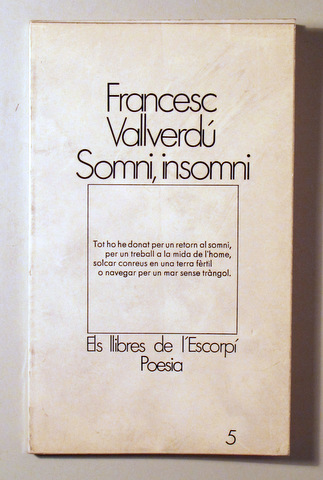 Francesc
Vallverdú
Somni, insomni
Tot ho he donat per un retorn al somni,
per un treball a la mida de l'home,
solcar conreus en una terra fèrtil
o navegar per un mar sense tràngol.
Els llibres de l'Escorpí
Poesia
5